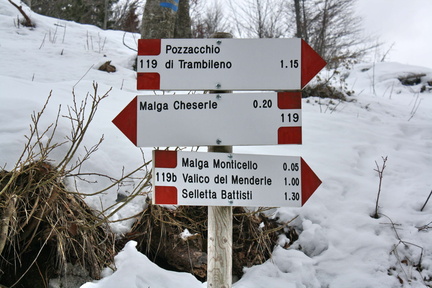 Pozzacchio
119 di Trambileno 1.15
Malga Cheserle 0.20
119
Malga Monticello 0.05
119b Valico del Menderle 1.00
Selletta Battisti 1.30